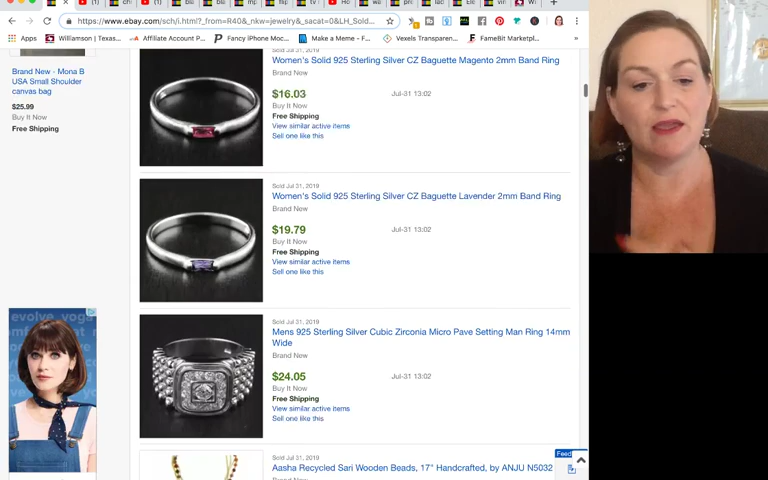 https://www.ebay.com/sch/i.html?_from=R40&_nkw=jewelry&_sacat=0&LH_Sold...
Apps
Williamson | Texas...
Affiliate Account P...
Fancy iPhone Moc...
Make a Meme - F...
Vexels Transparen...
FameBit Marketpl...
Brand New - Mona B
USA Small Shoulder
canvas bag
$25.99
Buy It Now
Free Shipping
Sold Jul 31, 2019
Women's Solid 925 Sterling Silver CZ Baguette Magento 2mm Band Ring
Brand New
$16.03
Jul-31 13:02
Buy It Now
Free Shipping
View similar active items
Sell one like this
Sold Jul 31, 2019
Women's Solid 925 Sterling Silver CZ Baguette Lavender 2mm Band Ring
Brand New
$19.79
Jul-31 13:02
Buy It Now
Free Shipping
View similar active items
Sell one like this
Sold Jul 31, 2019
Mens 925 Sterling Silver Cubic Zirconia Micro Pave Setting Man Ring 14mm
Wide
Brand New
$24.05
Jul-31 13:02
Buy It Now
Free Shipping
View similar active items
Sell one like this
Sold Jul 31, 2019
Aasha Recycled Sari Wooden Beads, 17" Handcrafted, by ANJU N5032
Brand New